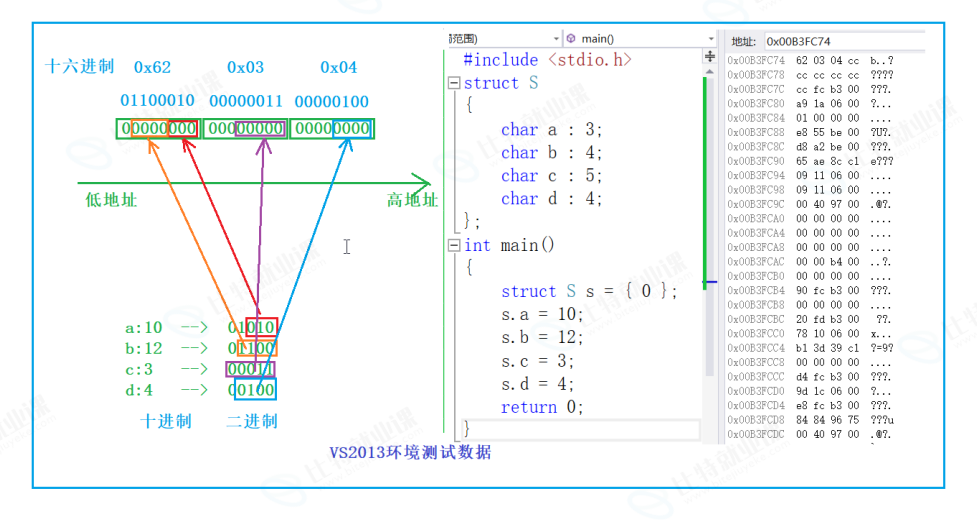 十六进制 0x62 0x03 0x04
01100010 00000011 00000100
00000000 00000000 00000000
低地址 高地址
a:10 --> 01010
b:12 --> 01100
c:3 --> 00011
d:4 --> 00100
十进制 二进制
main()
#include <stdio.h>
struct S
{
char a : 3;
char b : 4;
char c : 5;
char d : 4;
};
int main()
{
struct S s = { 0 };
s.a = 10;
s.b = 12;
s.c = 3;
s.d = 4;
return 0;
}
地址: 0x00B3FC74
0x00B3FC74 62 03 04 cc b..?
0x00B3FC78 cc cc cc cc ????
0x00B3FC7C cc fc b3 00 ???.
0x00B3FC80 a9 1a 06 00 ?...
0x00B3FC84 01 00 00 00 ....
0x00B3FC88 e8 55 be 00 ?U?.
0x00B3FC8C d8 a2 be 00 ???.
0x00B3FC90 65 ae 8c c1 e???
0x00B3FC94 09 11 06 00 ....
0x00B3FC98 09 11 06 00 ....
0x00B3FC9C 00 40 97 00 .@?.
0x00B3FCA0 00 00 00 00 ....
0x00B3FCA4 00 00 00 00 ....
0x00B3FCA8 00 00 00 00 ....
0x00B3FCAC 00 00 b4 00 ..?.
0x00B3FCB0 00 00 00 00 ....
0x00B3FCB4 90 fc b3 00 ???.
0x00B3FCB8 00 00 00 00 ....
0x00B3FCBC 20 fd b3 00 ??.
0x00B3FCC0 78 10 06 00 x...
0x00B3FCC4 b1 3d 39 c1 ?=9?
0x00B3FCC8 00 00 00 00 ....
0x00B3FCCC d4 fc b3 00 ???.
0x00B3FCD0 9d 1c 06 00 ?...
0x00B3FCD4 e8 fc b3 00 ???.
0x00B3FCD8 84 84 96 75 ???u
0x00B3FCDC 00 40 97 00 .@?.
VS2013环境测试数据
比特就业课